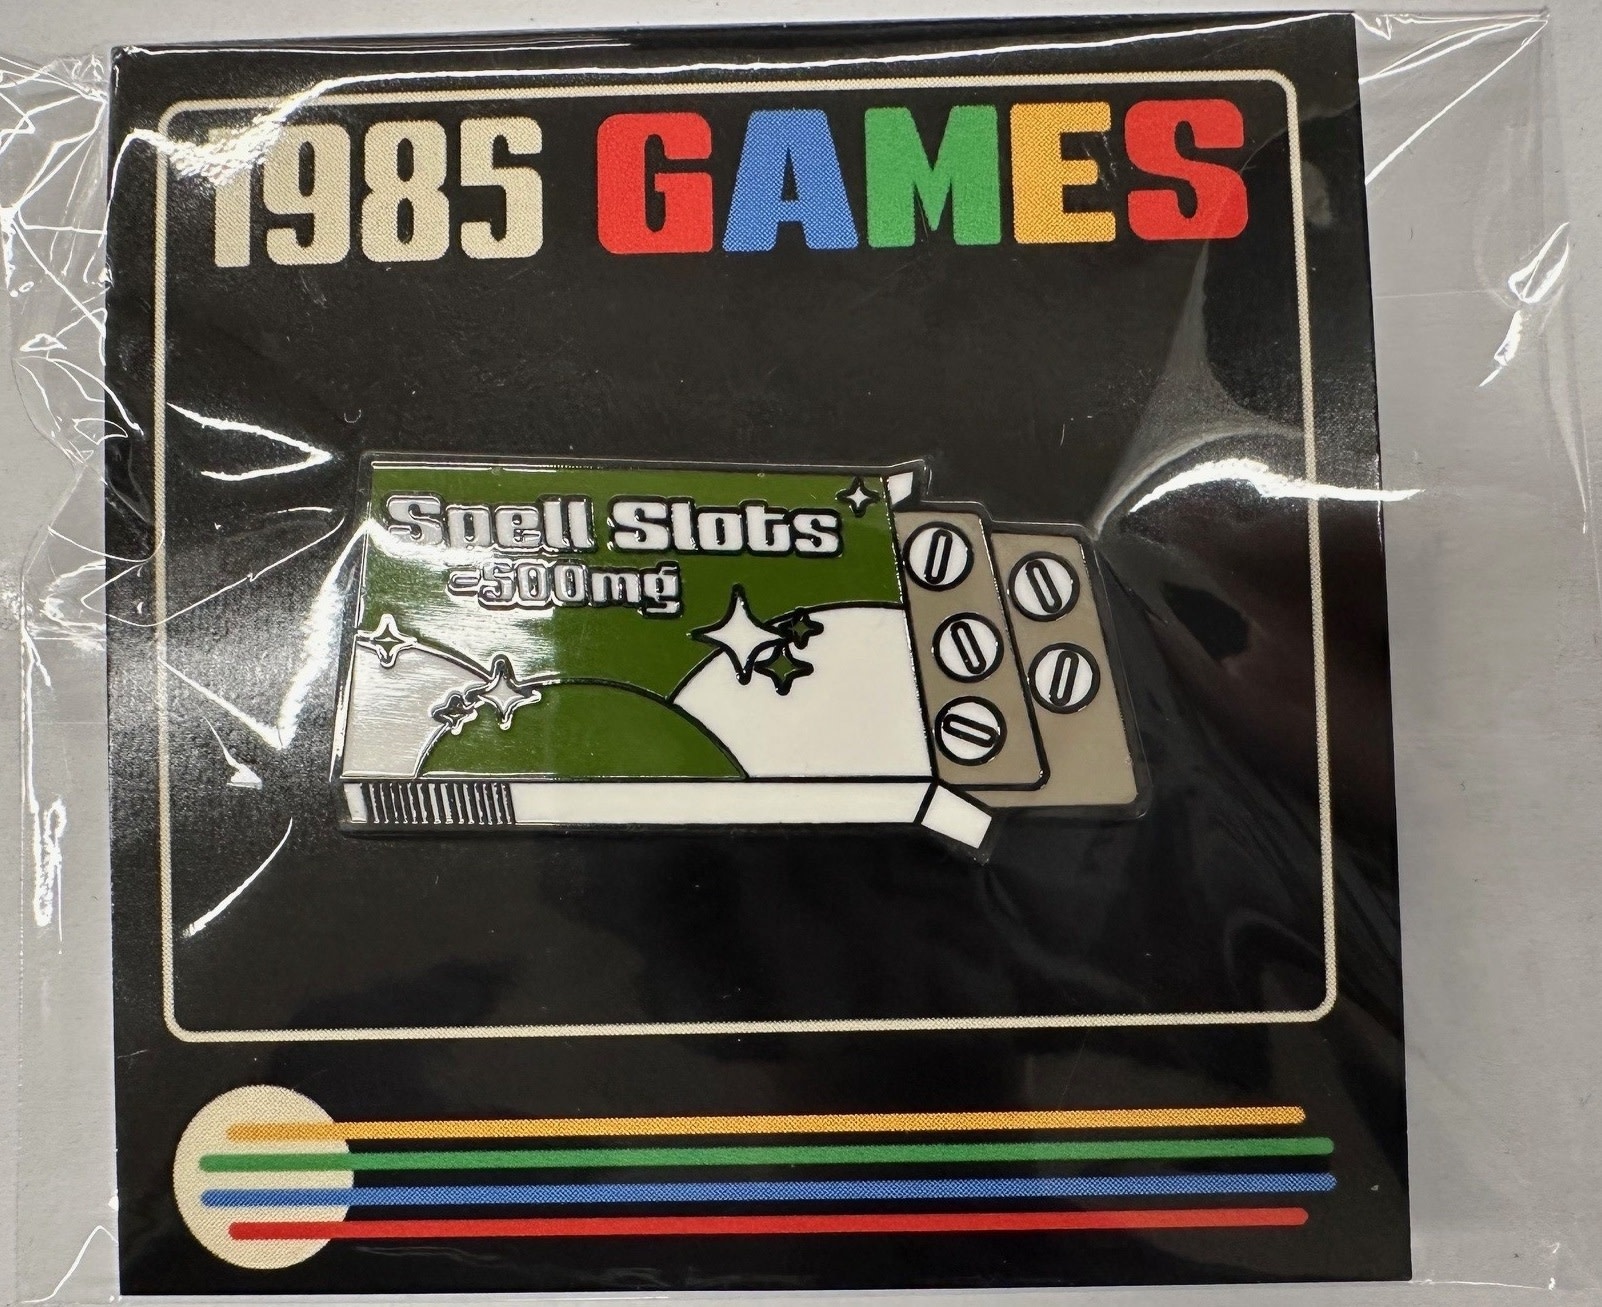 1985 GAMES
Spell Slots
-500mg